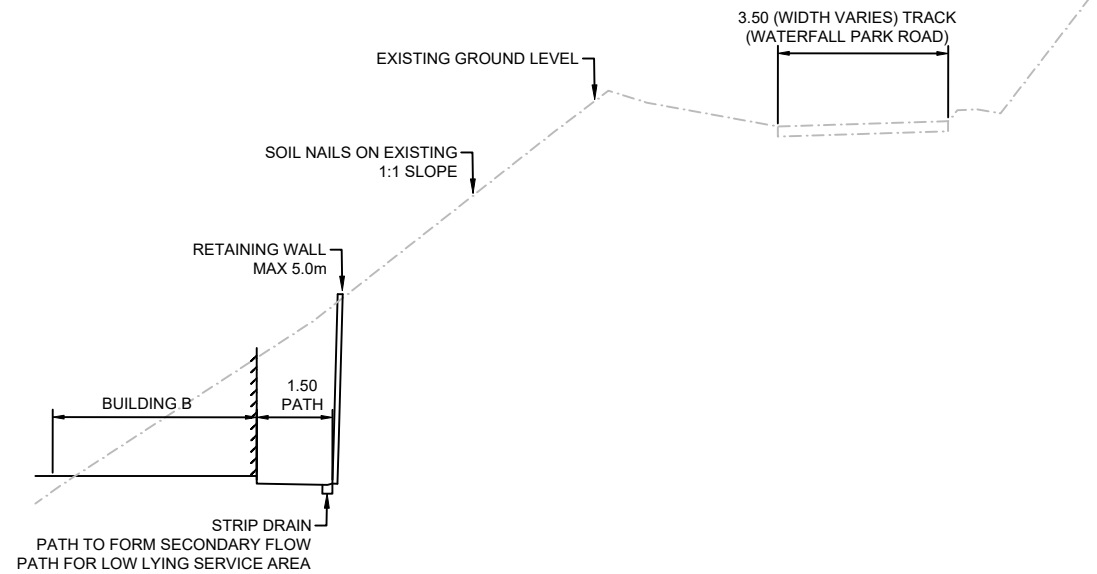 3.50 (WIDTH VARIES) TRACK
(WATERFALL PARK ROAD)
EXISTING GROUND LEVEL
SOIL NAILS ON EXISTING
1:1 SLOPE
RETAINING WALL
MAX 5.0m
BUILDING B
1.50
PATH
STRIP DRAIN
PATH TO FORM SECONDARY FLOW
PATH FOR LOW LYING SERVICE AREA